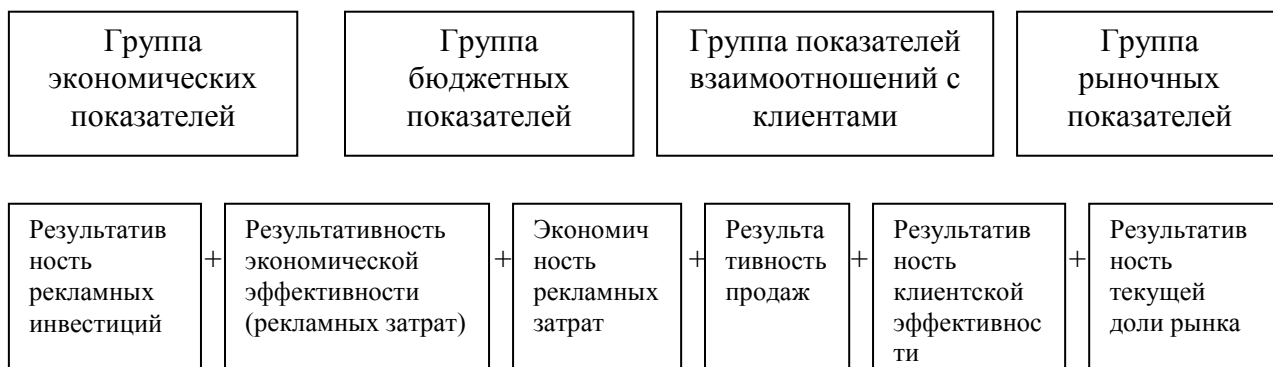 Группа
экономических
показателей
Группа
бюджетных
показателей
Группа показателей
взаимоотношений с
клиентами
Группа
рыночных
показателей
Результатив
ность
рекламных
инвестиций
+
Результативность
экономической
эффективности
(рекламных затрат)
+
Экономич
ность
рекламных
затрат
+
Результа
тивность
продаж
+
Результатив
ность
клиентской
эффективнос
ти
+
Результатив
ность
текущей
доли рынка